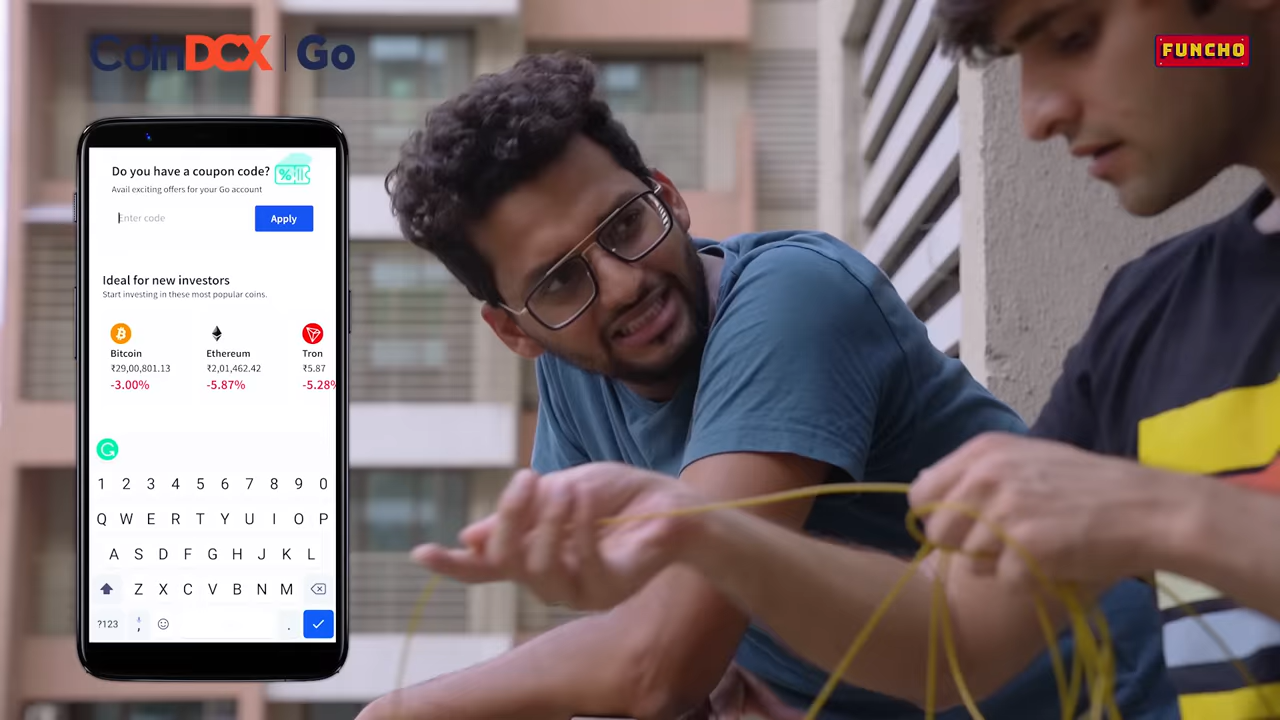 CoinDCX | Go
FUNCHO
Do you have a coupon code?
%
Avail exciting offers for your Go account
Enter code
Apply
Ideal for new investors
Start investing in these most popular coins.
Bitcoin Ethereum Tron
₹29,00,801.13 ₹2,01,462.42 ₹5.87
-3.00% -5.87% -5.28%
1 2 3 4 5 6 7 8 9 0
Q W E R T Y U I O P
A S D F G H J K L
Z X C V B N M
?123 , .